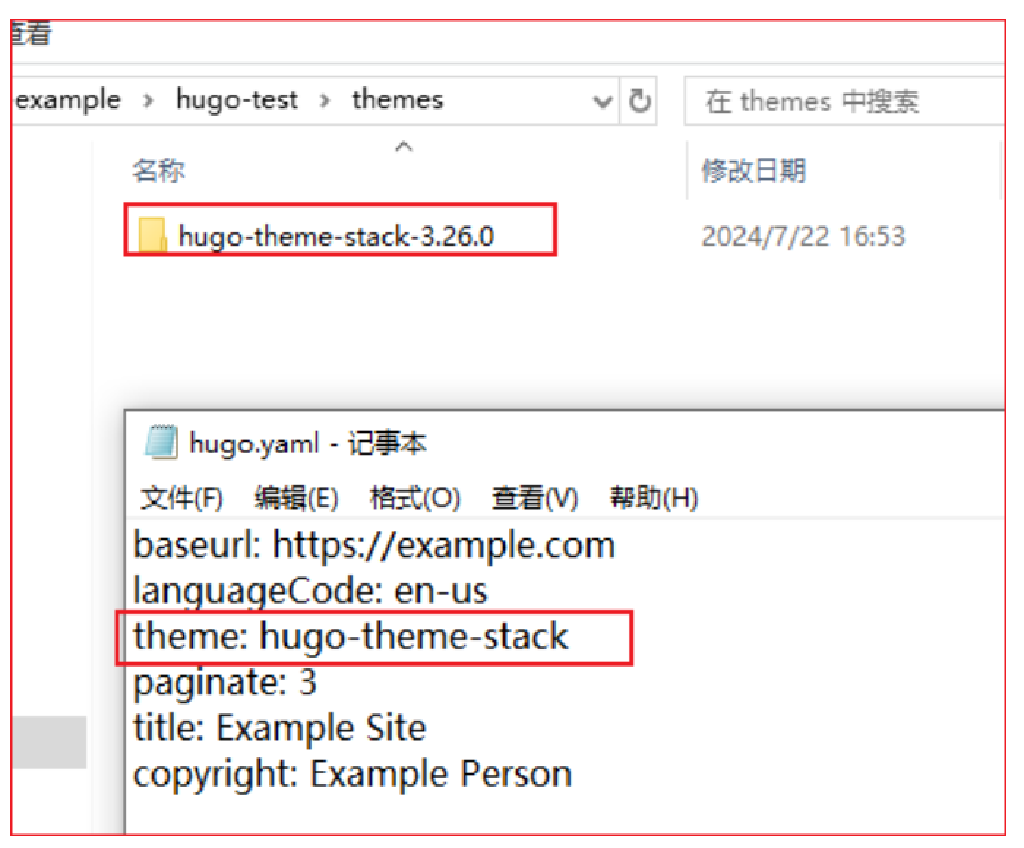 查看
example › hugo-test › themes
在 themes 中搜索
名称
修改日期
hugo-theme-stack-3.26.0
2024/7/22 16:53
hugo.yaml - 记事本
文件(F) 编辑(E) 格式(O) 查看(V) 帮助(H)
baseurl: https://example.com
languageCode: en-us
theme: hugo-theme-stack
paginate: 3
title: Example Site
copyright: Example Person